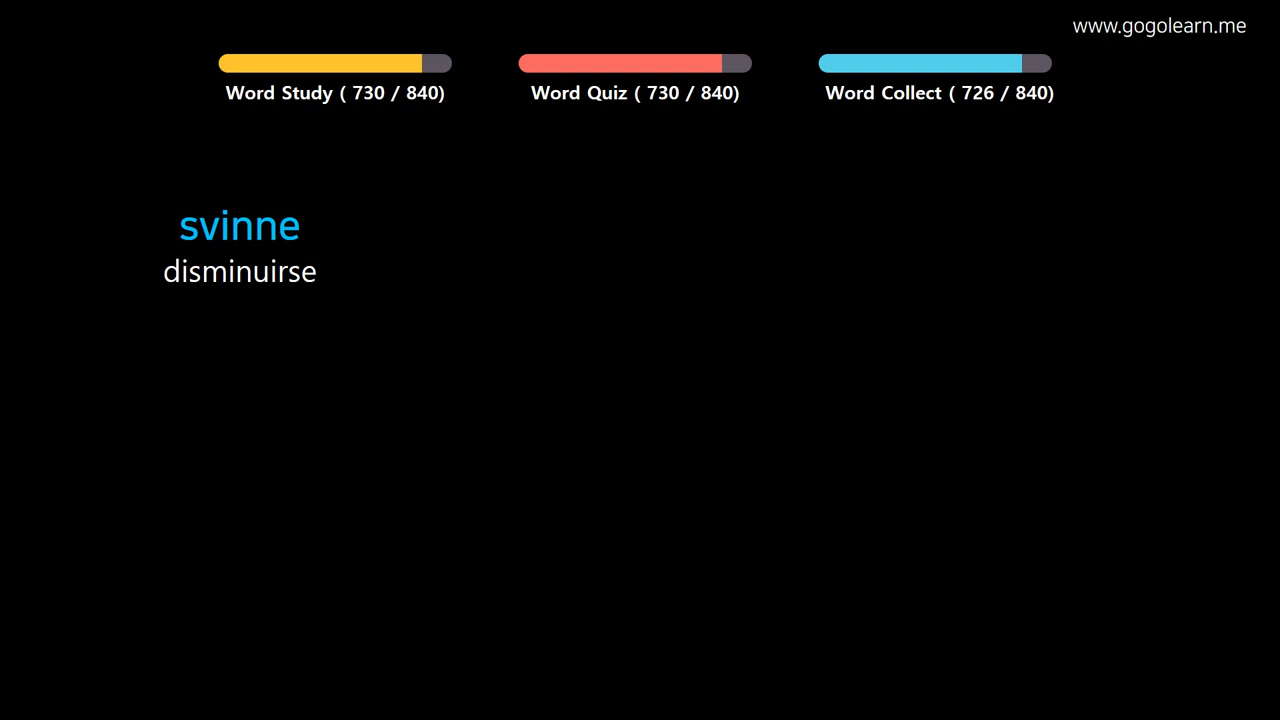 www.gogolearn.me
Word Study ( 730 / 840)
Word Quiz ( 730 / 840)
Word Collect ( 726 / 840)
svinne
disminuirse